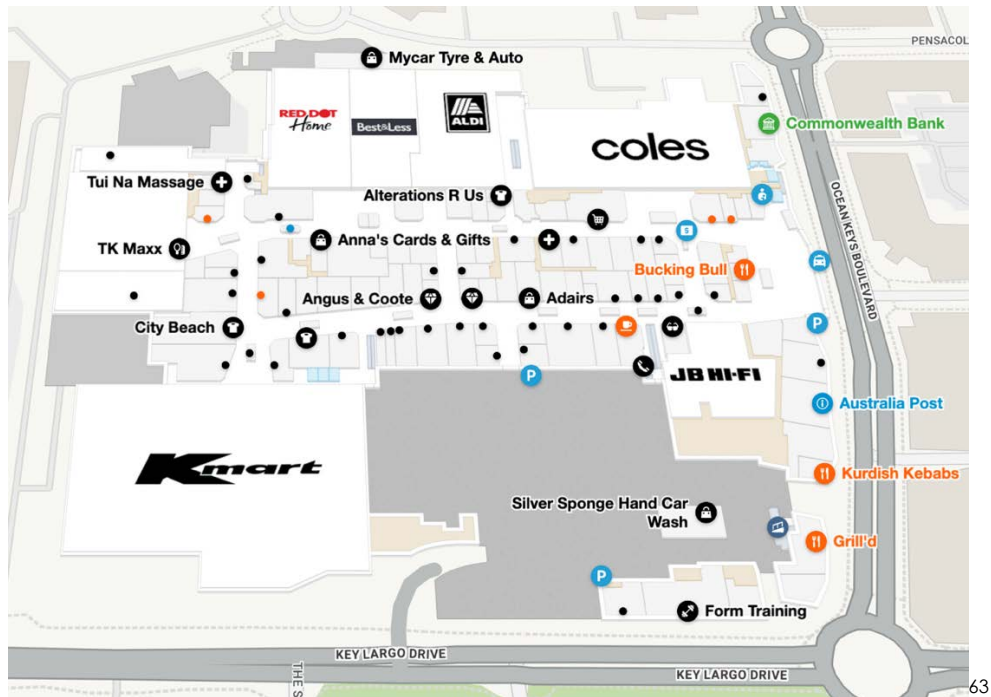 PENSACOL
Mycar Tyre & Auto
RED DOT
Home
Best&Less
ALDI
coles
Commonwealth Bank
Tui Na Massage
Alterations R Us
OCEAN KEYS BOULEVARD
TK Maxx
Anna's Cards & Gifts
$
Bucking Bull
Angus & Coote
Adairs
City Beach
P
JB HI-FI
P
Australia Post
Kmart
Kurdish Kebabs
Silver Sponge Hand Car
Wash
Grill'd
P
Form Training
KEY LARGO DRIVE
THE S
KEY LARGO DRIVE
63